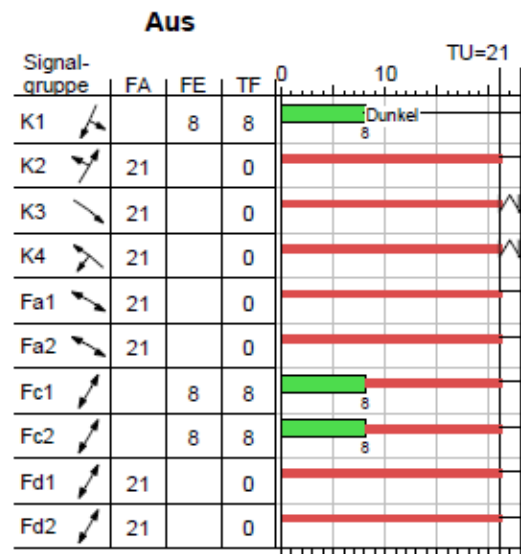 Aus
TU=21
Signal-
gruppe FA FE TF 0 10
K1 8 8 Dunkel 8
K2 21 0
K3 21 0
K4 21 0
Fa1 21 0
Fa2 21 0
Fc1 8 8 8
Fc2 8 8 8
Fd1 21 0
Fd2 21 0